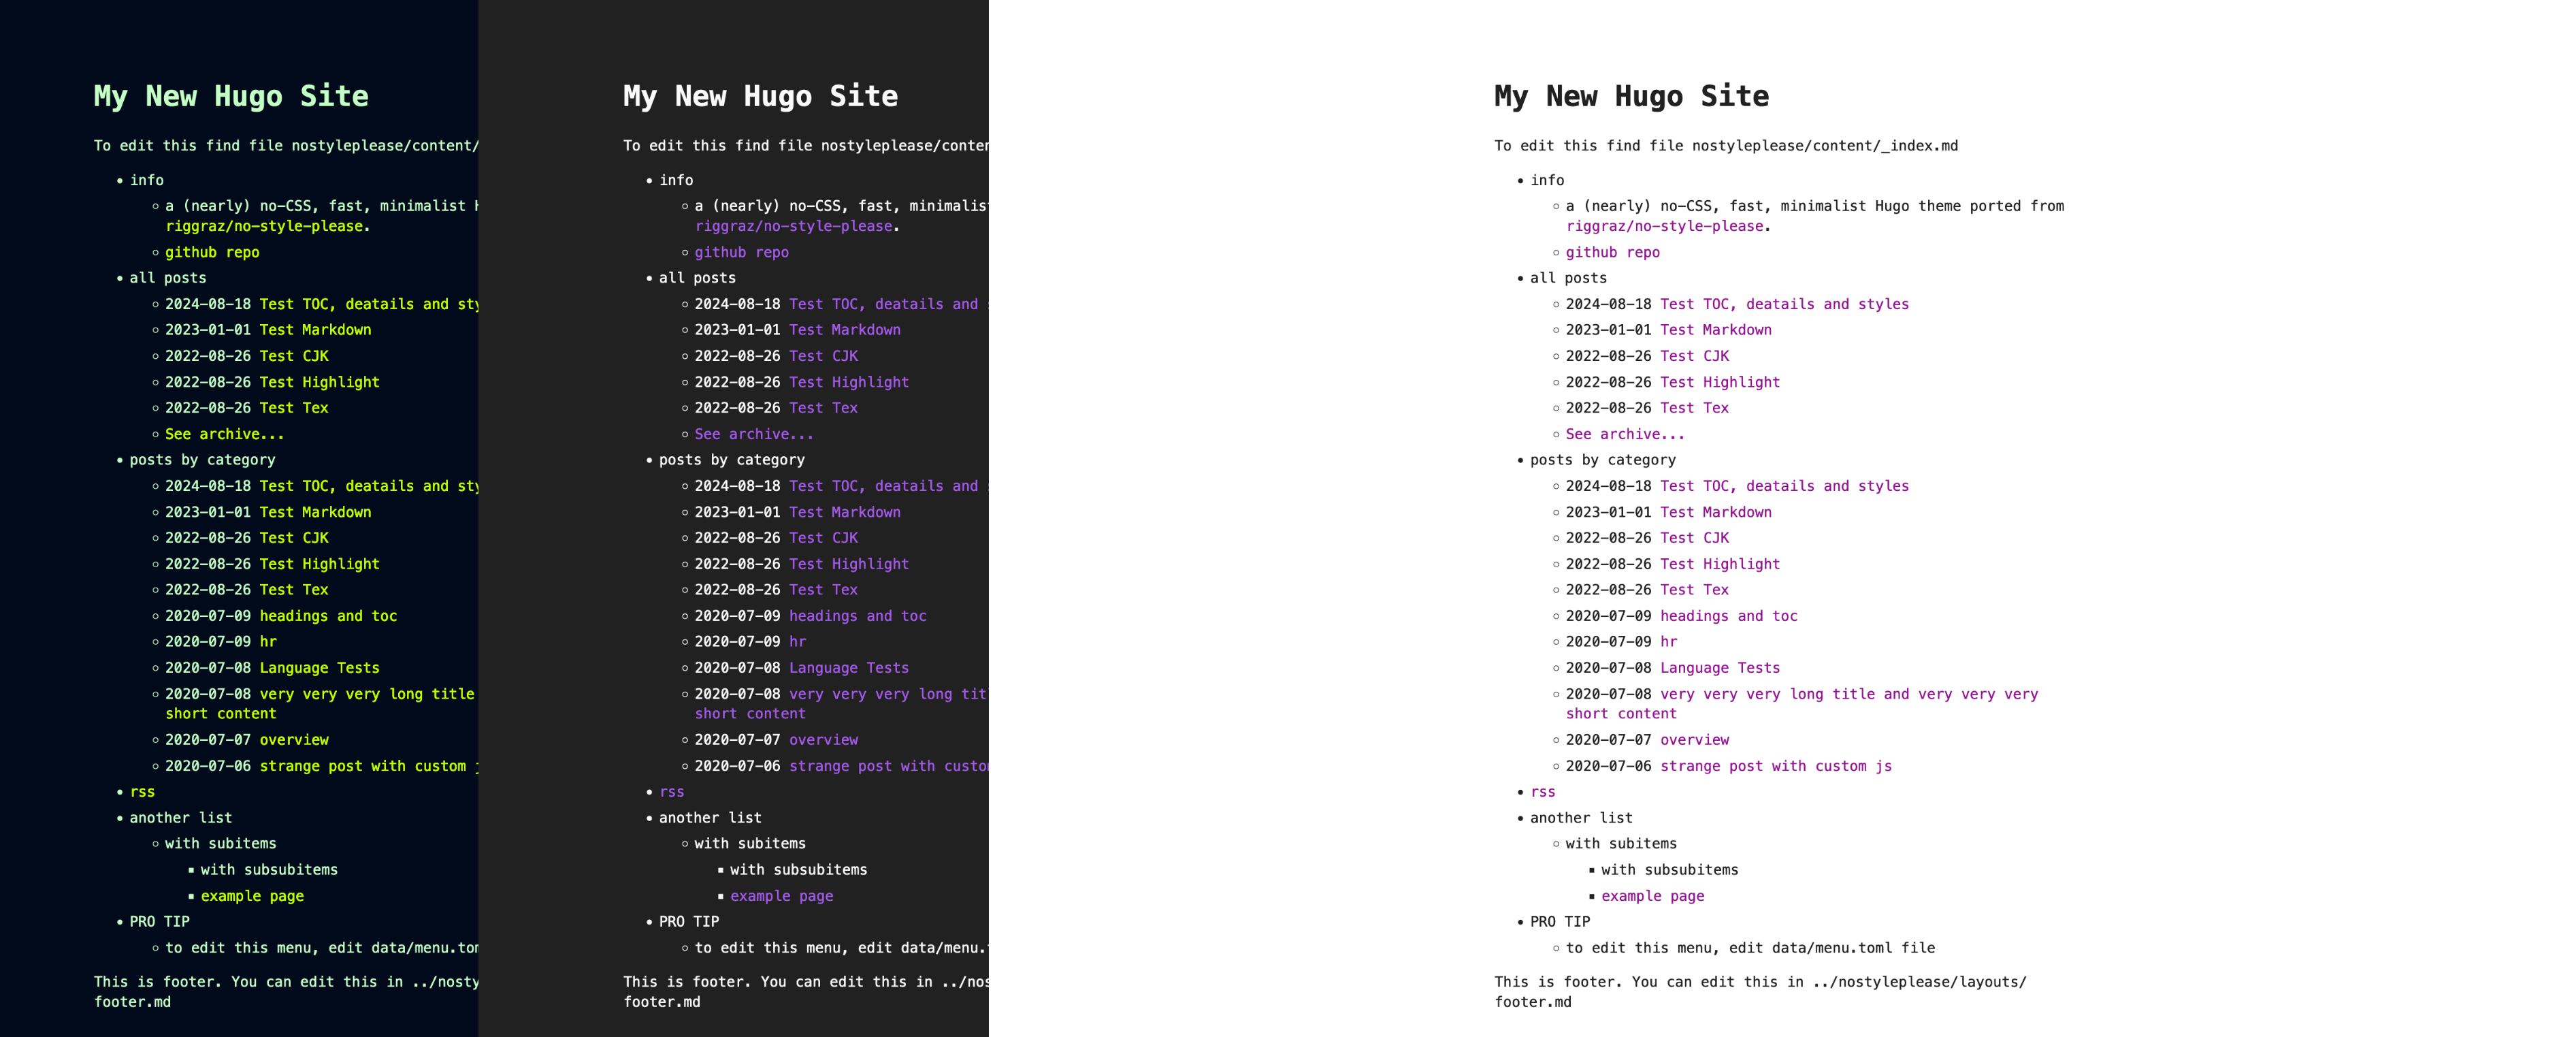 My New Hugo Site
To edit this find file nostyleplease/content/
• info
◦ a (nearly) no-CSS, fast, minimalist
riggraz/no-style-please.
◦ github repo
• all posts
◦ 2024-08-18 Test TOC, deatails and
◦ 2023-01-01 Test Markdown
◦ 2022-08-26 Test CJK
◦ 2022-08-26 Test Highlight
◦ 2022-08-26 Test Tex
◦ See archive...
• posts by category
◦ 2024-08-18 Test TOC, deatails and
◦ 2023-01-01 Test Markdown
◦ 2022-08-26 Test CJK
◦ 2022-08-26 Test Highlight
◦ 2022-08-26 Test Tex
◦ 2020-07-09 headings and toc
◦ 2020-07-09 hr
◦ 2020-07-08 Language Tests
◦ 2020-07-08 very very very long title
short content
◦ 2020-07-07 overview
◦ 2020-07-06 strange post with custom
• rss
• another list
◦ with subitems
▪ with subsubitems
▪ example page
• PRO TIP
◦ to edit this menu, edit
This is footer. You can edit this in
footer.md
My New Hugo Site
To edit this find file
• info
◦ a (nearly) no-CSS, fast,
riggraz/no-style-please.
◦ github repo
• all posts
◦ 2024-08-18 Test TOC, deatails and
◦ 2023-01-01 Test Markdown
◦ 2022-08-26 Test CJK
◦ 2022-08-26 Test Highlight
◦ 2022-08-26 Test Tex
◦ See archive...
• posts by category
◦ 2024-08-18 Test TOC, deatails and
◦ 2023-01-01 Test Markdown
◦ 2022-08-26 Test CJK
◦ 2022-08-26 Test Highlight
◦ 2022-08-26 Test Tex
◦ 2020-07-09 headings and toc
◦ 2020-07-09 hr
◦ 2020-07-08 Language Tests
◦ 2020-07-08 very very very long
short content
◦ 2020-07-07 overview
◦ 2020-07-06 strange post with
• rss
• another list
◦ with subitems
▪ with subsubitems
▪ example page
• PRO TIP
◦ to edit this menu, edit
This is footer. You can edit this in
footer.md
My New Hugo Site
To edit this find file nostyleplease/content/_index.md
• info
◦ a (nearly) no-CSS, fast, minimalist Hugo theme ported from
riggraz/no-style-please.
◦ github repo
• all posts
◦ 2024-08-18 Test TOC, deatails and styles
◦ 2023-01-01 Test Markdown
◦ 2022-08-26 Test CJK
◦ 2022-08-26 Test Highlight
◦ 2022-08-26 Test Tex
◦ See archive...
• posts by category
◦ 2024-08-18 Test TOC, deatails and styles
◦ 2023-01-01 Test Markdown
◦ 2022-08-26 Test CJK
◦ 2022-08-26 Test Highlight
◦ 2022-08-26 Test Tex
◦ 2020-07-09 headings and toc
◦ 2020-07-09 hr
◦ 2020-07-08 Language Tests
◦ 2020-07-08 very very very long title and very very very
short content
◦ 2020-07-07 overview
◦ 2020-07-06 strange post with custom js
• rss
• another list
◦ with subitems
▪ with subsubitems
▪ example page
• PRO TIP
◦ to edit this menu, edit data/menu.toml file
This is footer. You can edit this in ../nostyleplease/layouts/
footer.md